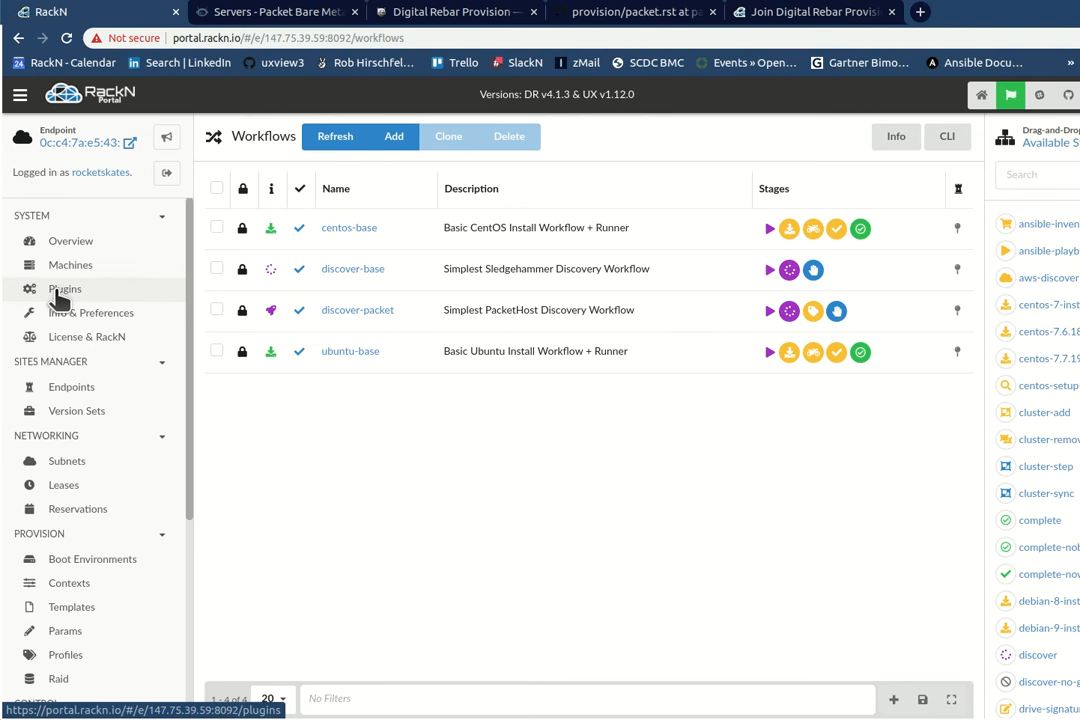 RackN
Servers - Packet Bare Meta
Digital Rebar Provision —
provision/packet.rst at pa
Join Digital Rebar Provisi
Not secure
portal.rackn.io/#/e/147.75.39.59:8092/workflows
24 RackN - Calendar
Search | LinkedIn
uxview3
Rob Hirschfel...
Trello
SlackN
zMail
SCDC BMC
Events » Open...
Gartner Bimo...
Ansible Docu...
»
RackN Portal
Versions: DR v4.1.3 & UX v1.12.0
Endpoint
0c:c4:7a:e5:43:
Logged in as rocketskates.
SYSTEM
Overview
Machines
Plugins
Info & Preferences
License & RackN
SITES MANAGER
Endpoints
Version Sets
NETWORKING
Subnets
Leases
Reservations
PROVISION
Boot Environments
Contexts
Templates
Params
Profiles
Raid
CONTROL
https://portal.rackn.io/#/e/147.75.39.59:8092/plugins
Workflows
Refresh
Add
Clone
Delete
Info
CLI
Name
Description
Stages
centos-base
Basic CentOS Install Workflow + Runner
discover-base
Simplest Sledgehammer Discovery Workflow
discover-packet
Simplest PacketHost Discovery Workflow
ubuntu-base
Basic Ubuntu Install Workflow + Runner
1 - 4 of 4
20
No Filters
Drag-and-Drop
Available S
Search
ansible-inven
ansible-playb
aws-discover
centos-7-inst
centos-7.6.18
centos-7.7.19
centos-setup
cluster-add
cluster-remov
cluster-step
cluster-sync
complete
complete-nob
complete-now
debian-8-inst
debian-9-inst
discover
discover-no-g
drive-signatur